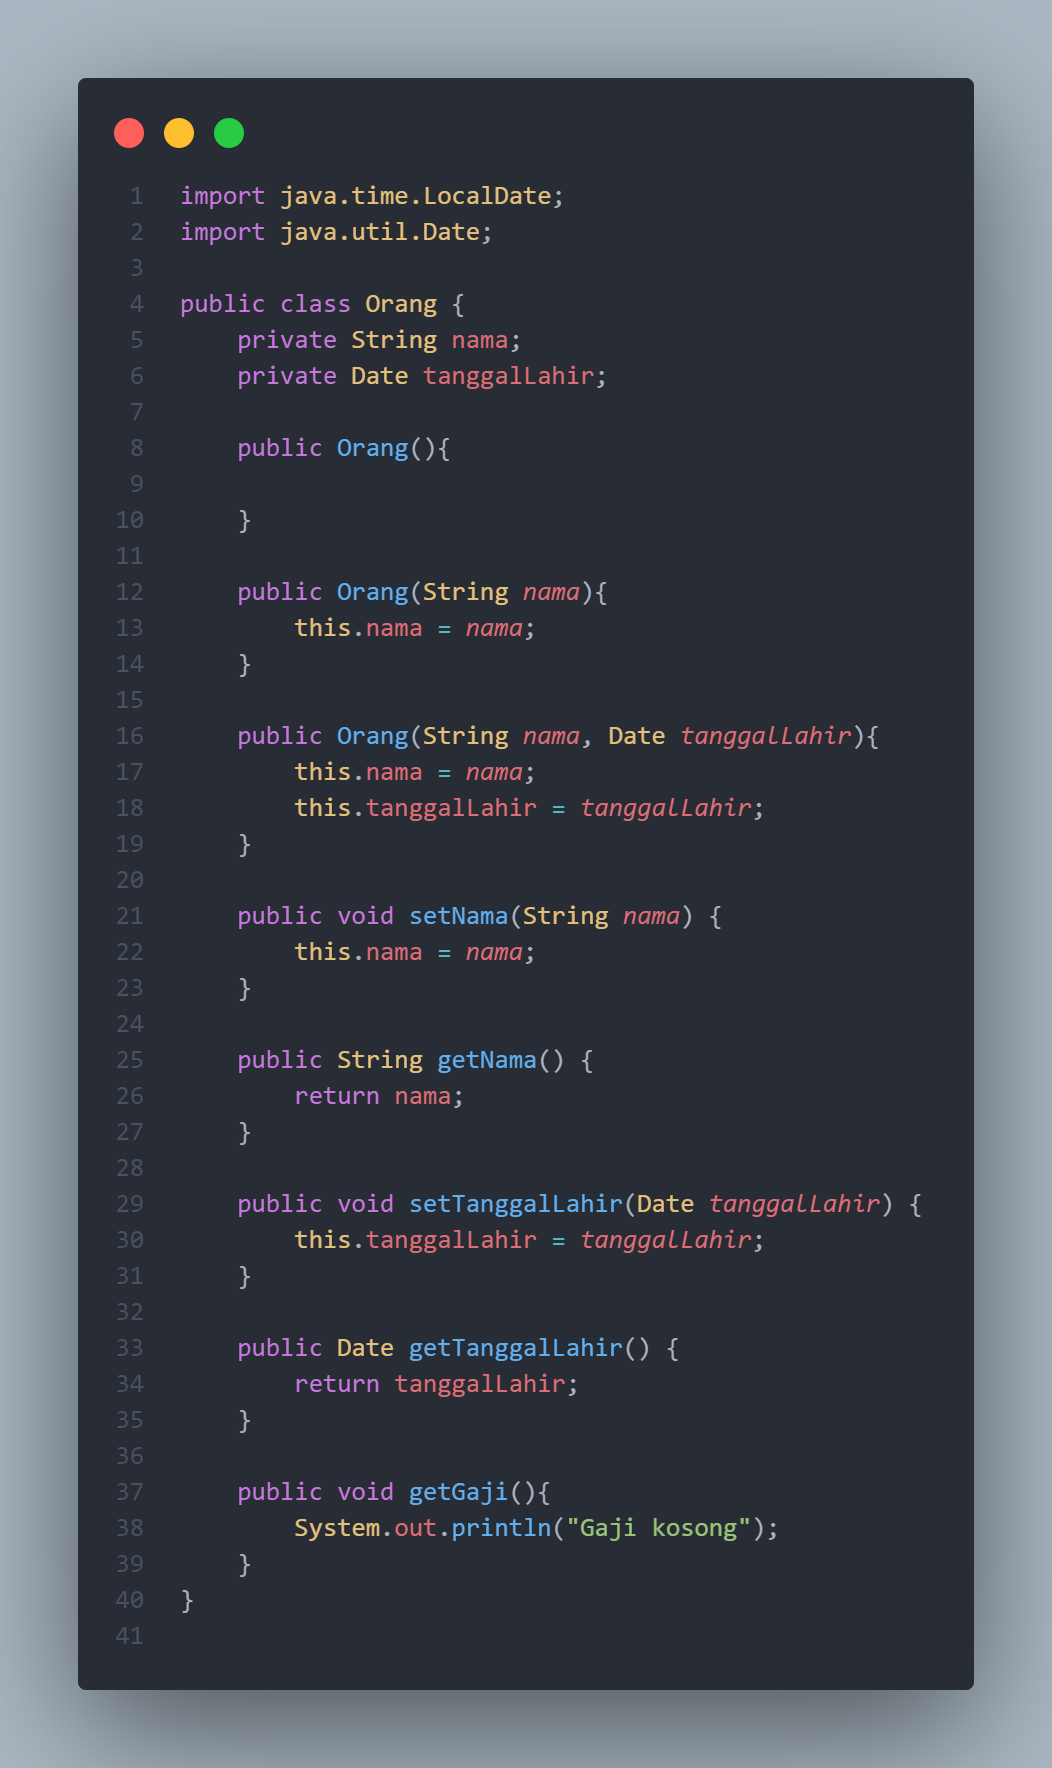 1 import java.time.LocalDate;
2 import java.util.Date;
3
4 public class Orang {
5     private String nama;
6     private Date tanggalLahir;
7
8     public Orang(){
9
10     }
11
12     public Orang(String nama){
13         this.nama = nama;
14     }
15
16     public Orang(String nama, Date tanggalLahir){
17         this.nama = nama;
18         this.tanggalLahir = tanggalLahir;
19     }
20
21     public void setNama(String nama) {
22         this.nama = nama;
23     }
24
25     public String getNama() {
26         return nama;
27     }
28
29     public void setTanggalLahir(Date tanggalLahir) {
30         this.tanggalLahir = tanggalLahir;
31     }
32
33     public Date getTanggalLahir() {
34         return tanggalLahir;
35     }
36
37     public void getGaji(){
38         System.out.println("Gaji kosong");
39     }
40 }
41